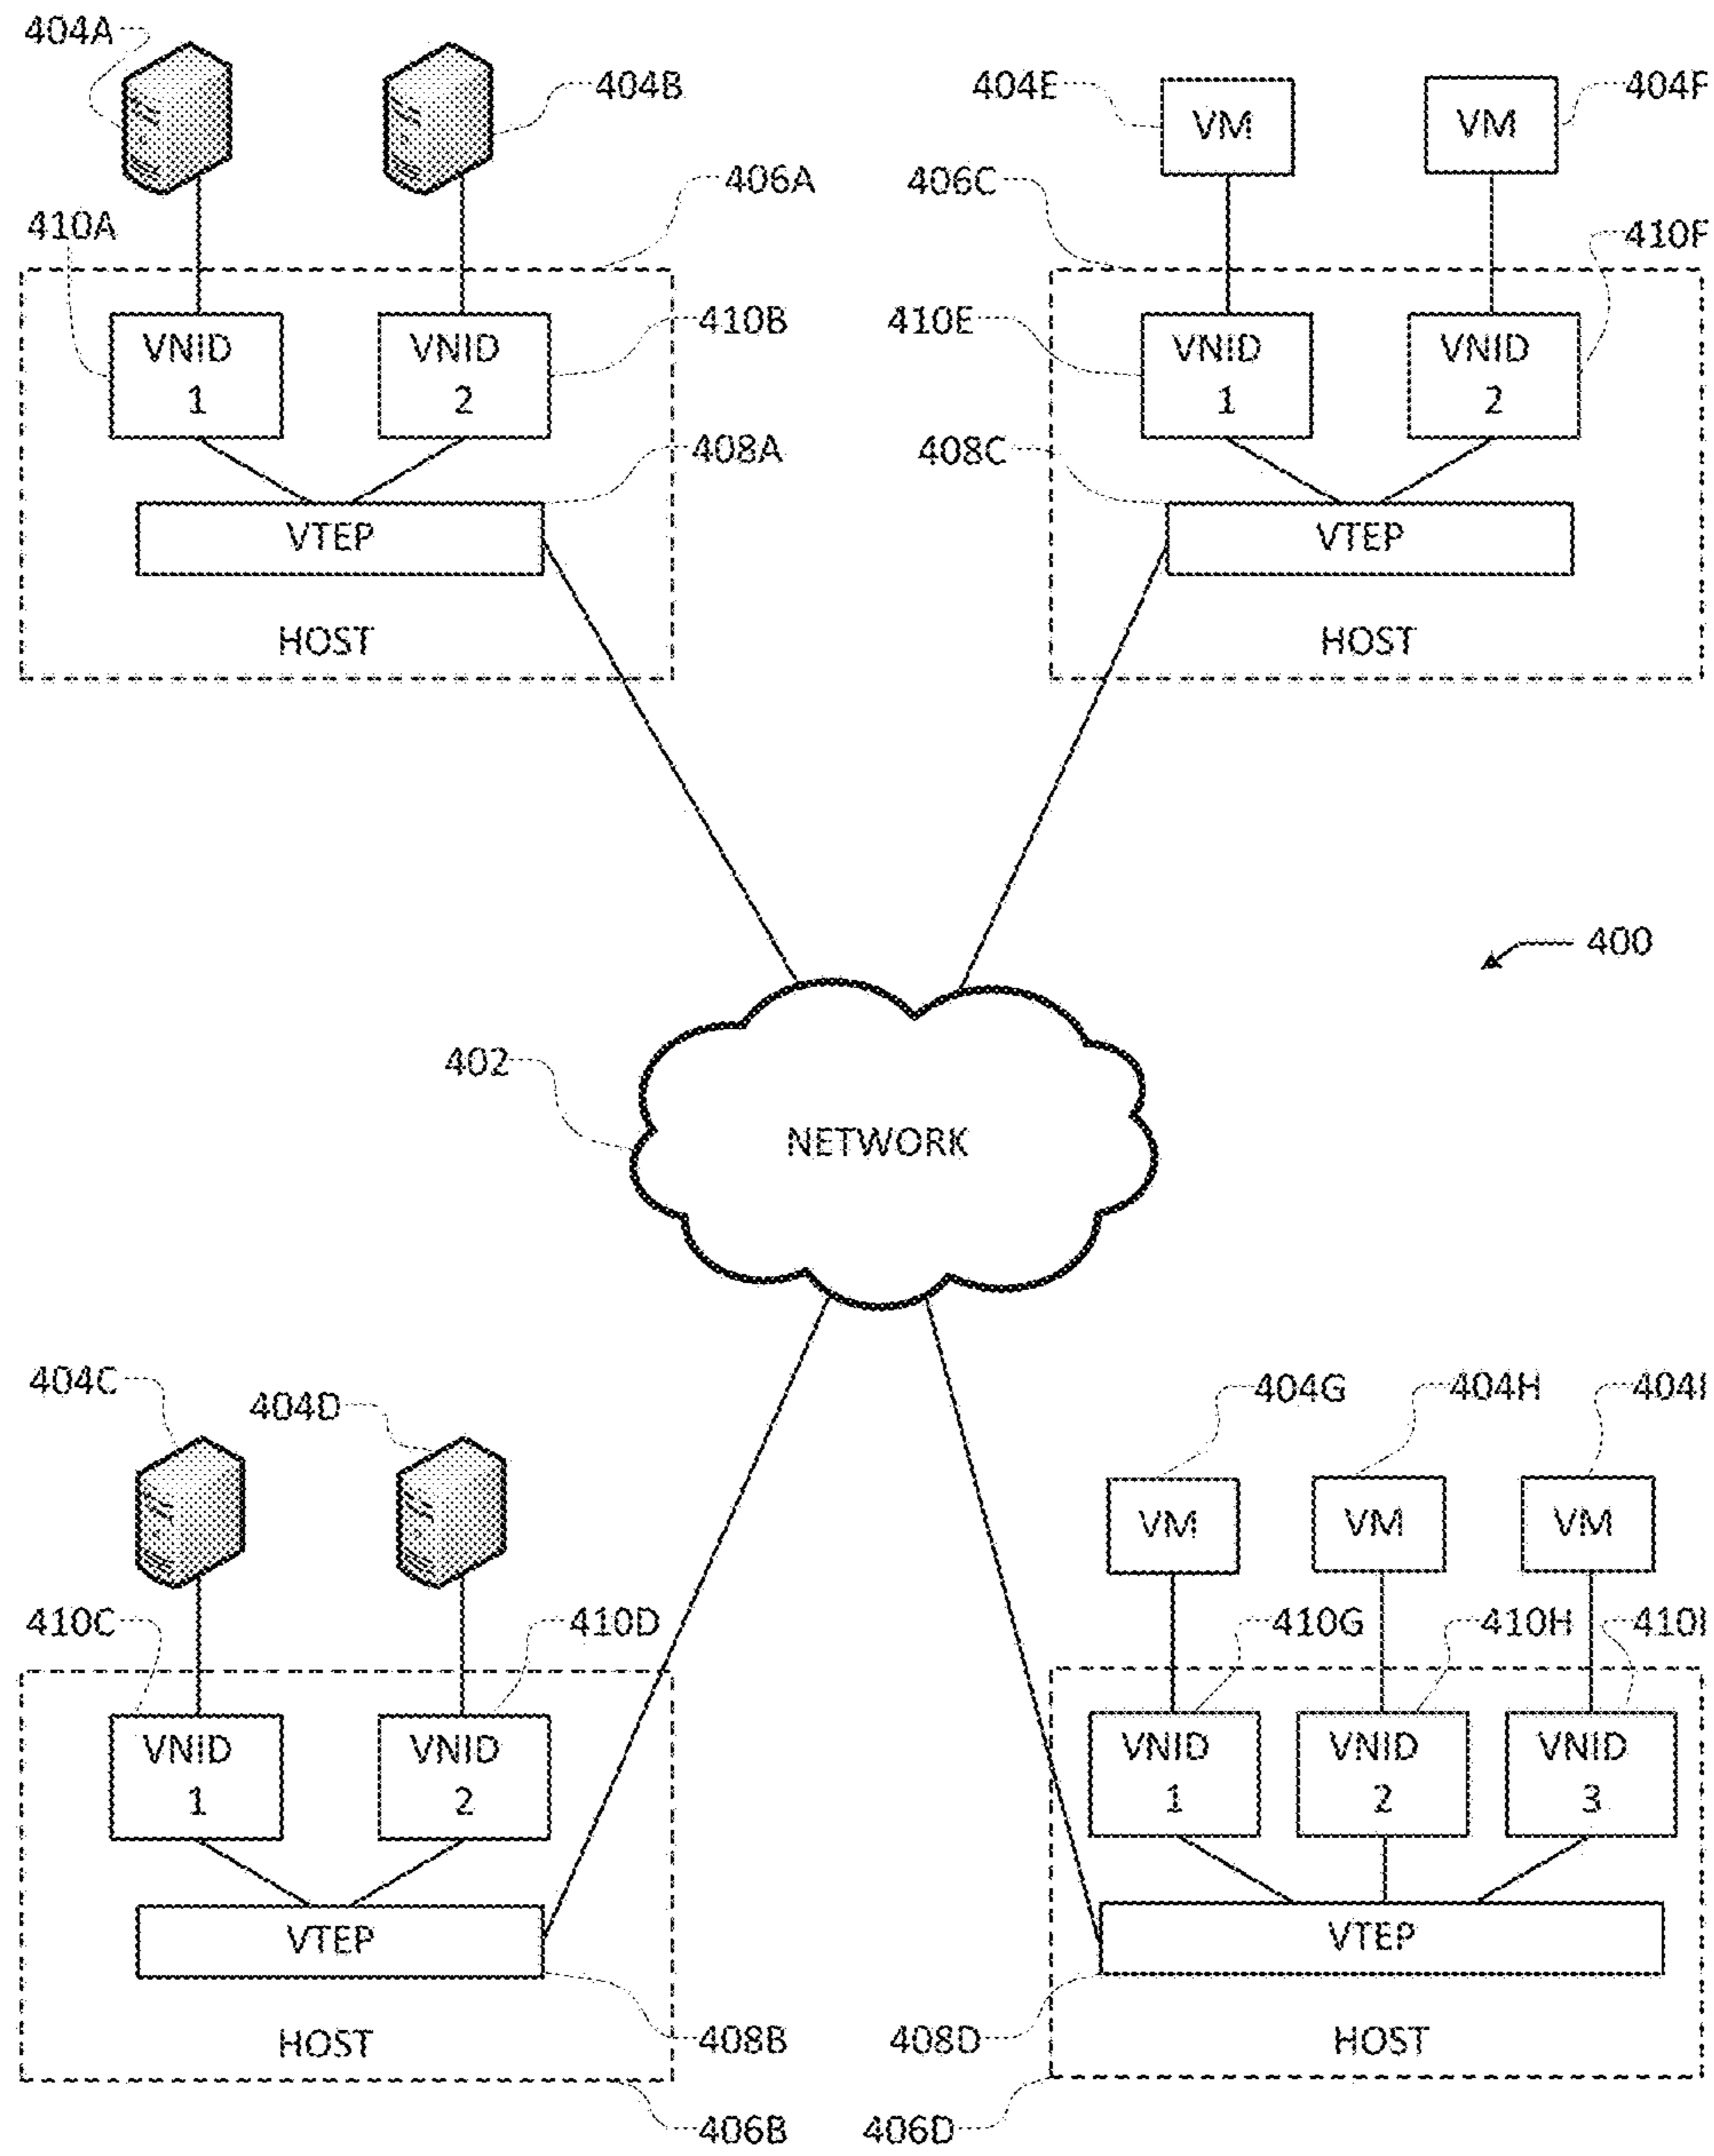 404A
404B
404E
VM
VM
404F
410A
406A
406C
410F
VNID
1
VNID
2
410B
410E
VNID
1
VNID
2
408A
408C
VTEP
VTEP
HOST
HOST
400
402
NETWORK
404C
404D
404G
404H
404I
VM
VM
VM
410C
410D
410G
410H
410I
VNID
1
VNID
2
VNID
1
VNID
2
VNID
3
VTEP
VTEP
HOST
408B
408D
HOST
406B
406D